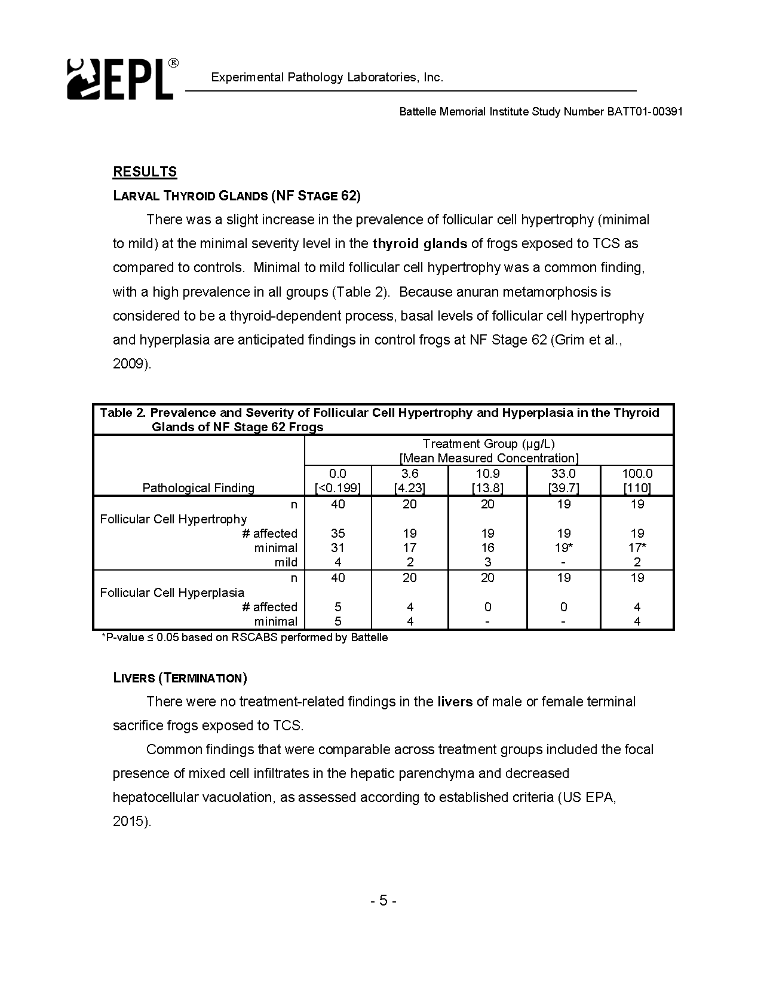 EPL®
Experimental Pathology Laboratories, Inc.
Battelle Memorial Institute Study Number BATT01-00391
RESULTS
LARVAL THYROID GLANDS (NF STAGE 62)
There was a slight increase in the prevalence of follicular cell hypertrophy (minimal
to mild) at the minimal severity level in the thyroid glands of frogs exposed to TCS as
compared to controls. Minimal to mild follicular cell hypertrophy was a common finding,
with a high prevalence in all groups (Table 2). Because anuran metamorphosis is
considered to be a thyroid-dependent process, basal levels of follicular cell hypertrophy
and hyperplasia are anticipated findings in control frogs at NF Stage 62 (Grim et al.,
2009).
Table 2. Prevalence and Severity of Follicular Cell Hypertrophy and Hyperplasia in the Thyroid
Glands of NF Stage 62 Frogs
Treatment Group (µg/L)
[Mean Measured Concentration]
0.0 3.6 10.9 33.0 100.0
Pathological Finding [<0.199] [4.23] [13.8] [39.7] [110]
n 40 20 20 19 19
Follicular Cell Hypertrophy
# affected 35 19 19 19 19
minimal 31 17 16 19* 17*
mild 4 2 3 - 2
n 40 20 20 19 19
Follicular Cell Hyperplasia
# affected 5 4 0 0 4
minimal 5 4 - - 4
*P-value ≤ 0.05 based on RSCABS performed by Battelle
LIVERS (TERMINATION)
There were no treatment-related findings in the livers of male or female terminal
sacrifice frogs exposed to TCS.
Common findings that were comparable across treatment groups included the focal
presence of mixed cell infiltrates in the hepatic parenchyma and decreased
hepatocellular vacuolation, as assessed according to established criteria (US EPA,
2015).
- 5 -